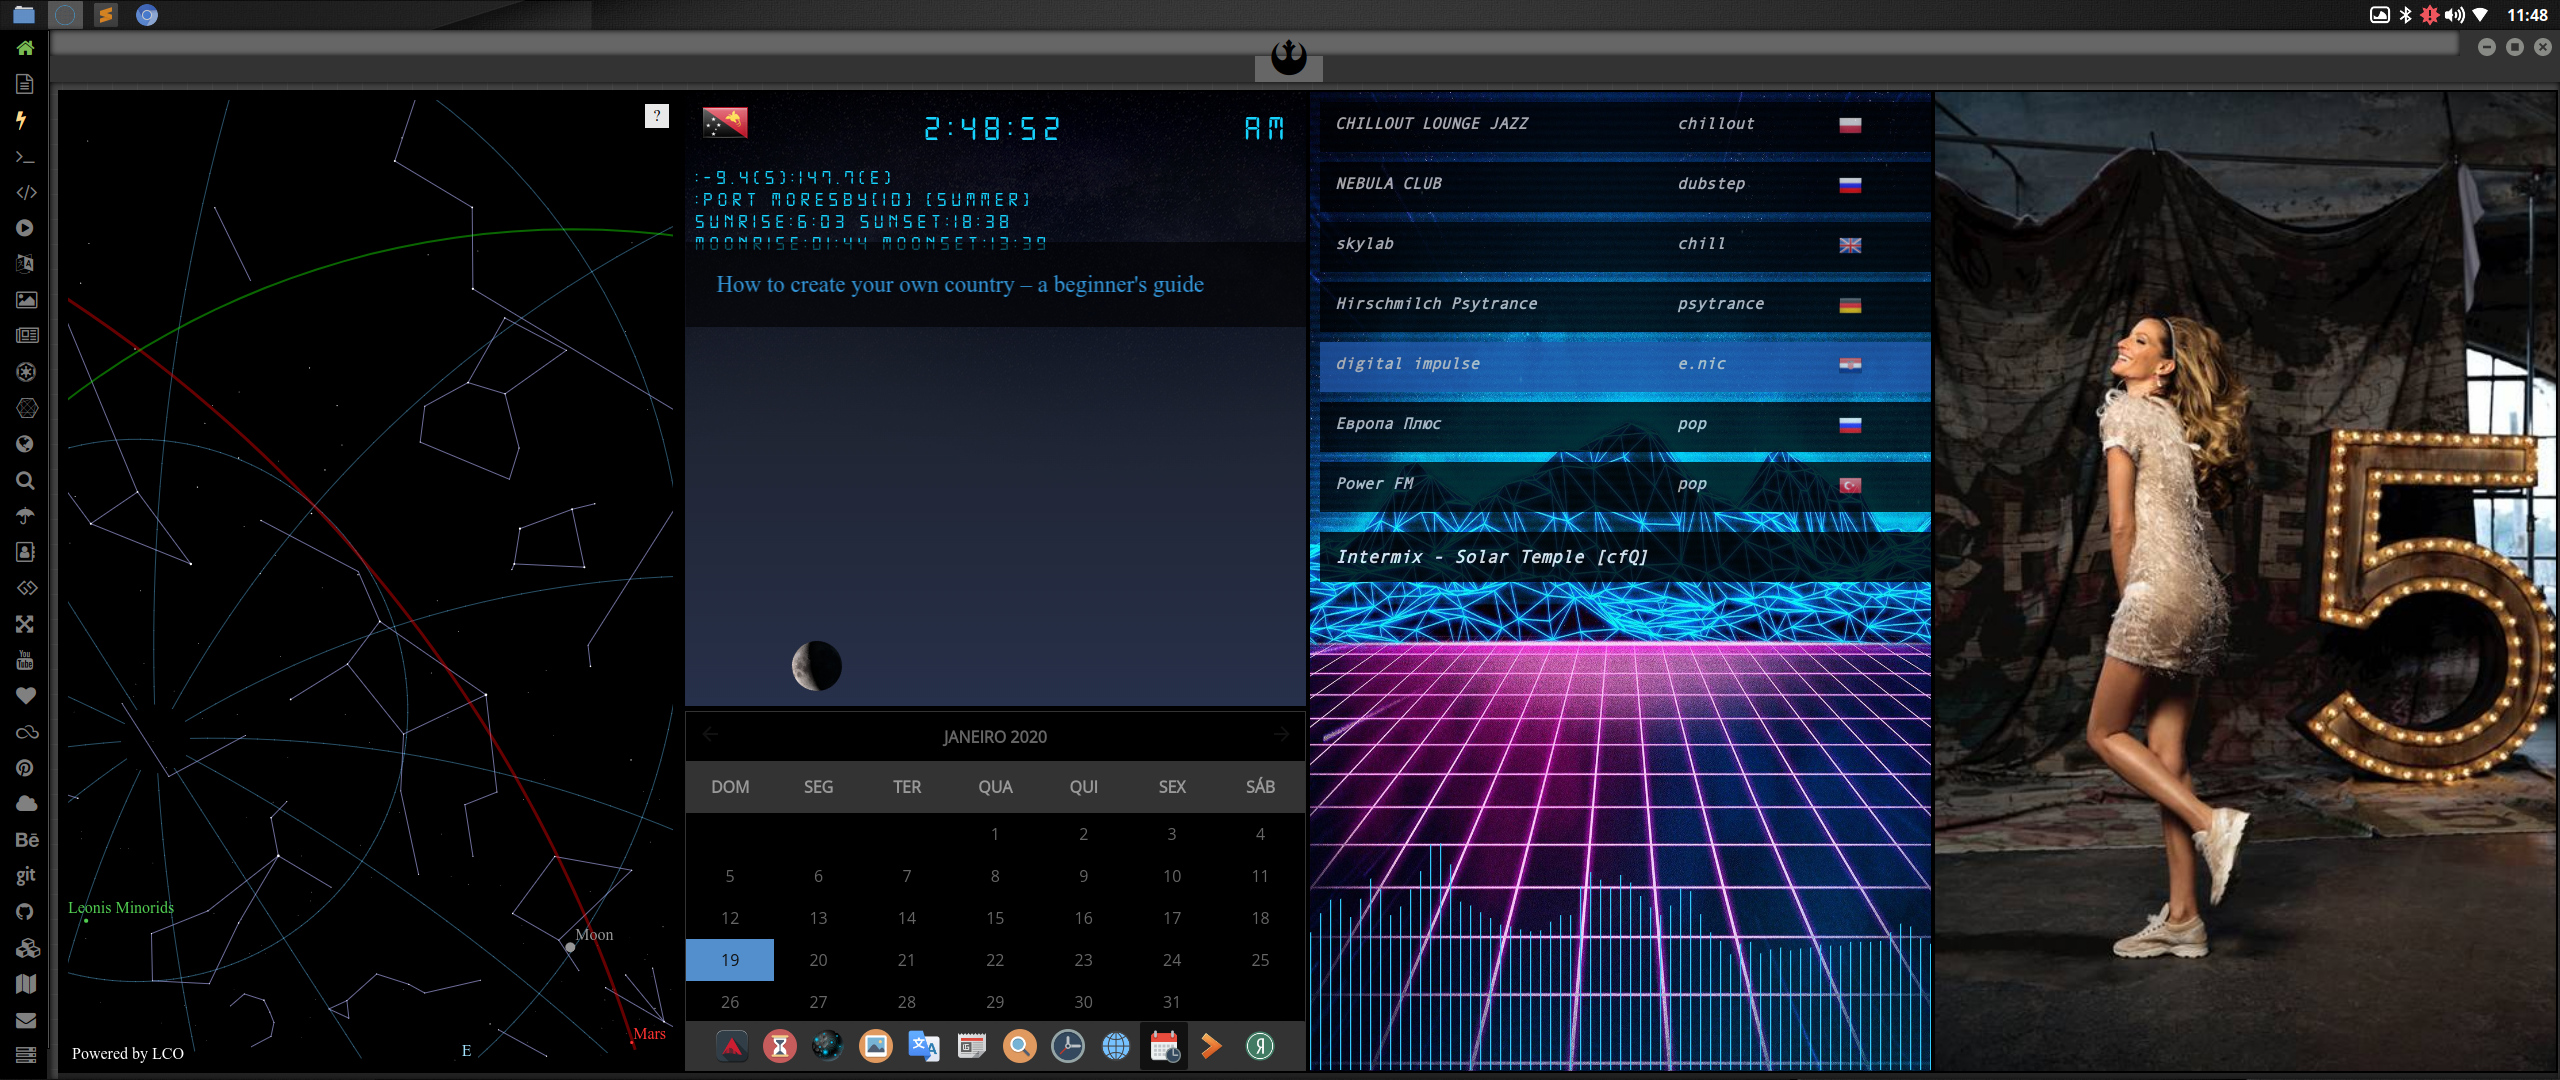 11:48
?
Leonis Minorids
Moon
Mars
E
Powered by LCO
2:48:52 AM
:-9.4(S):147.7(E)
:PORT MORESBY[10] [SUMMER]
SUNRISE:6:03 SUNSET:18:38
MOONRISE:01:44 MOONSET:13:39
How to create your own country – a beginner's guide
JANEIRO 2020
DOM SEG TER QUA QUI SEX SÁB
1 2 3 4
5 6 7 8 9 10 11
12 13 14 15 16 17 18
19 20 21 22 23 24 25
26 27 28 29 30 31
CHILLOUT LOUNGE JAZZ chillout
NEBULA CLUB dubstep
skylab chill
Hirschmilch Psytrance psytrance
digital impulse e.nic
Европа Плюс pop
Power FM pop
Intermix - Solar Temple [cfQ]
5
You
Tube
Bē
git
Я